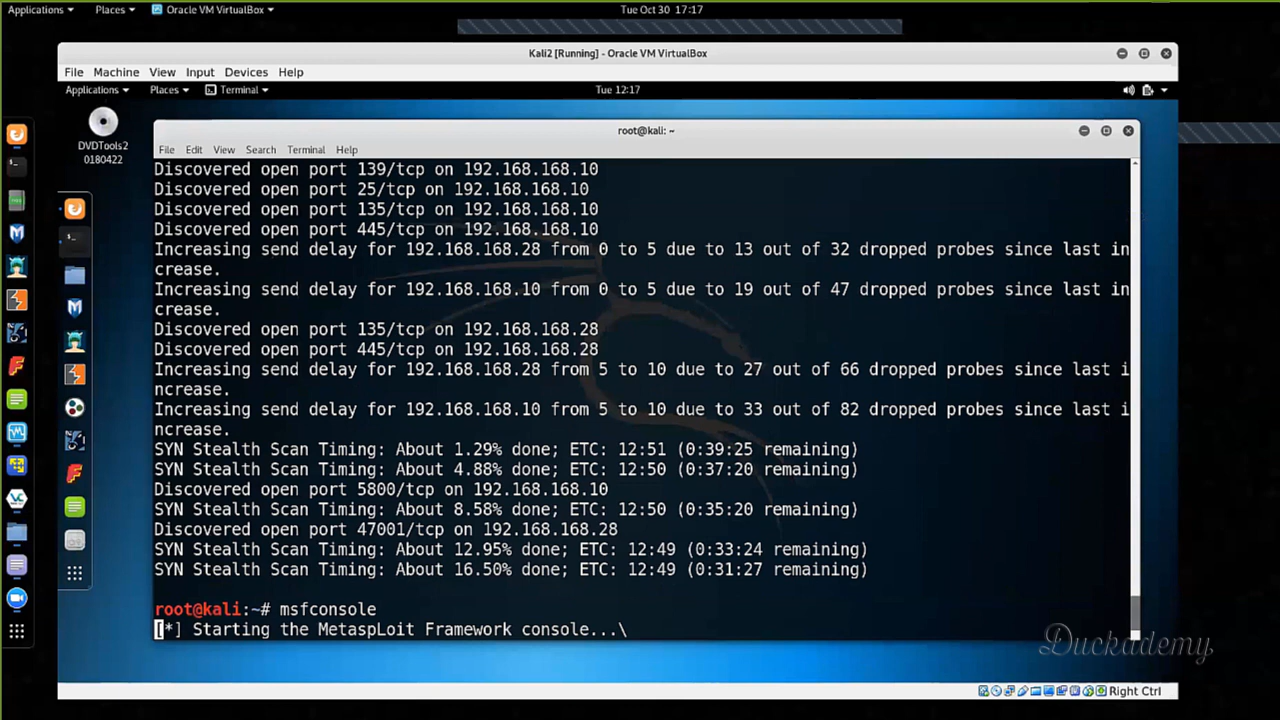 Applications Places Oracle VM VirtualBox Tue Oct 30 17:17
Kali2 [Running] - Oracle VM VirtualBox
File Machine View Input Devices Help
Applications Places Terminal Tue 12:17
DVDTools2
0180422
root@kali: ~
File Edit View Search Terminal Help
Discovered open port 139/tcp on 192.168.168.10
Discovered open port 25/tcp on 192.168.168.10
Discovered open port 135/tcp on 192.168.168.10
Discovered open port 445/tcp on 192.168.168.10
Increasing send delay for 192.168.168.28 from 0 to 5 due to 13 out of 32 dropped probes since last in
crease.
Increasing send delay for 192.168.168.10 from 0 to 5 due to 19 out of 47 dropped probes since last in
crease.
Discovered open port 135/tcp on 192.168.168.28
Discovered open port 445/tcp on 192.168.168.28
Increasing send delay for 192.168.168.28 from 5 to 10 due to 27 out of 66 dropped probes since last i
ncrease.
Increasing send delay for 192.168.168.10 from 5 to 10 due to 33 out of 82 dropped probes since last i
ncrease.
SYN Stealth Scan Timing: About 1.29% done; ETC: 12:51 (0:39:25 remaining)
SYN Stealth Scan Timing: About 4.88% done; ETC: 12:50 (0:37:20 remaining)
Discovered open port 5800/tcp on 192.168.168.10
SYN Stealth Scan Timing: About 8.58% done; ETC: 12:50 (0:35:20 remaining)
Discovered open port 47001/tcp on 192.168.168.28
SYN Stealth Scan Timing: About 12.95% done; ETC: 12:49 (0:33:24 remaining)
SYN Stealth Scan Timing: About 16.50% done; ETC: 12:49 (0:31:27 remaining)
root@kali:~# msfconsole
[*] Starting the MetaspLoit Framework console...\
Duckademy
Right Ctrl